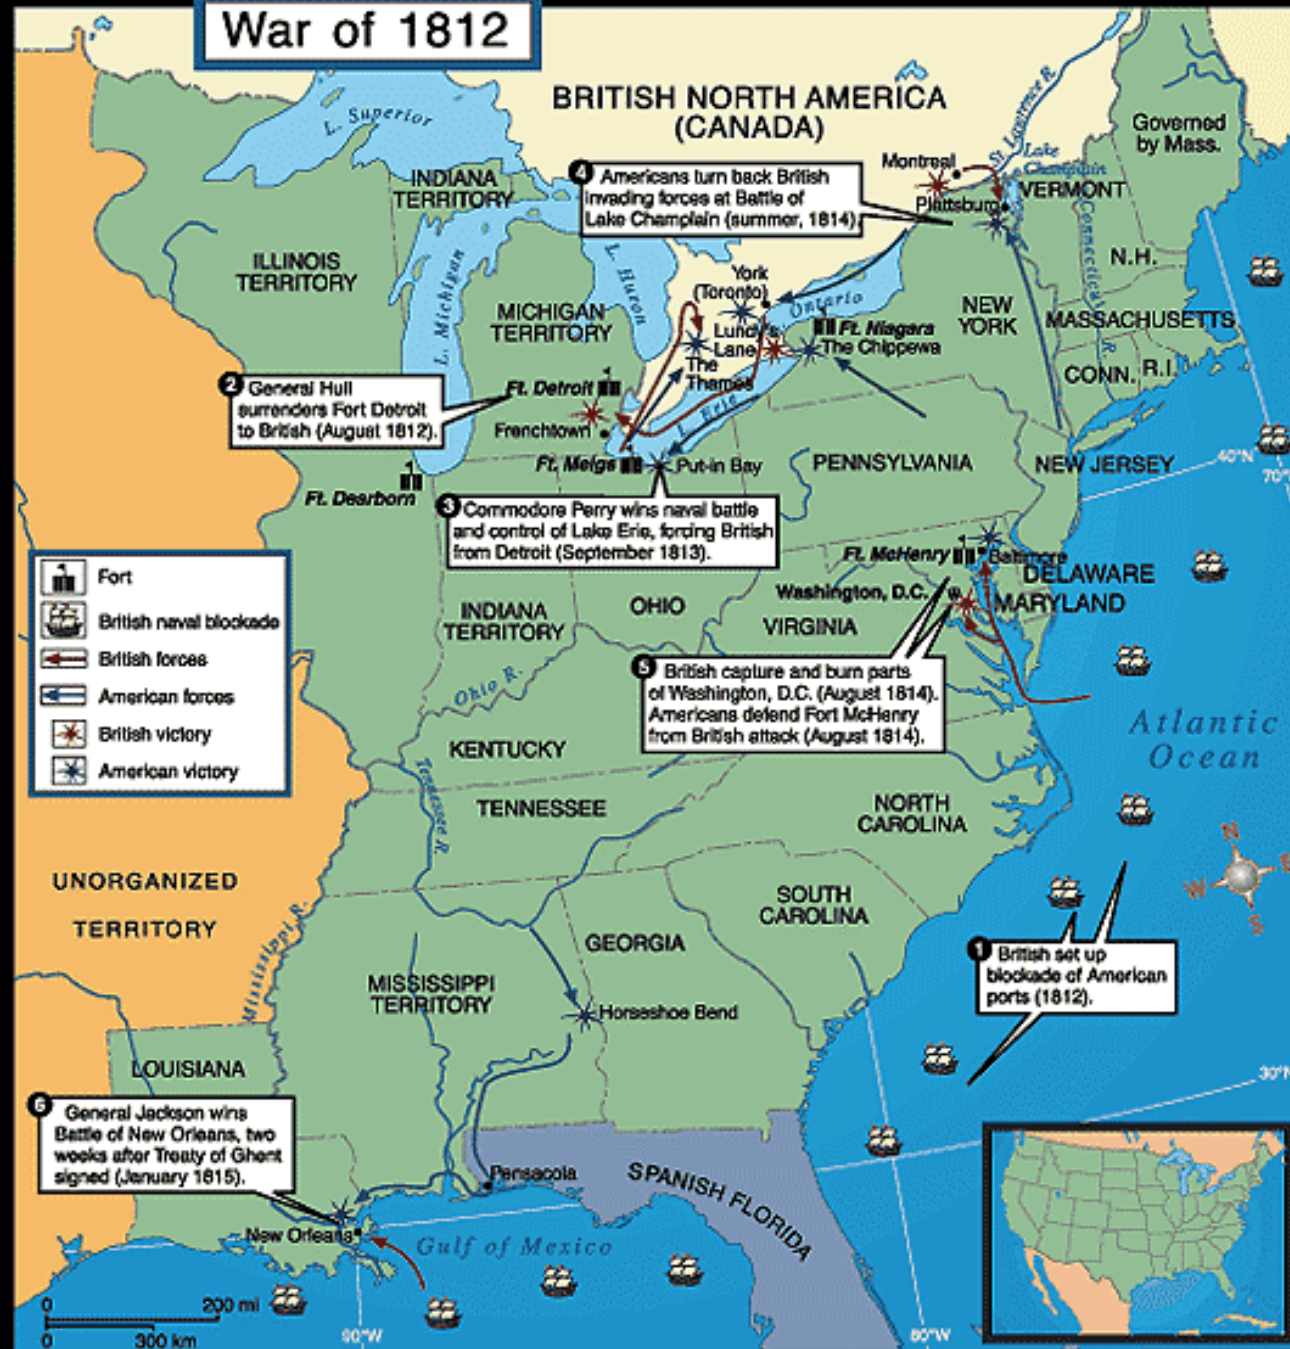 War of 1812
BRITISH NORTH AMERICA
(CANADA)
L. Superior
Governed
by Mass.
St. Lawrence R.
Montreal
Lake
Champlain
4 Americans turn back British
invading forces at Battle of
Lake Champlain (summer, 1814).
INDIANA
TERRITORY
VERMONT
Plattsburg
Connecticut R.
N.H.
ILLINOIS
TERRITORY
L. Michigan
L. Huron
MICHIGAN
TERRITORY
York
(Toronto)
Ontario
NEW
YORK
MASSACHUSETTS
Lundy's
Lane
Ft. Niagara
The Chippewa
The
Thames
CONN.
R.I.
2 General Hull
surrenders Fort Detroit
to British (August 1812).
Ft. Detroit
L. Erie
Frenchtown
Ft. Meigs
Put-in Bay
PENNSYLVANIA
NEW JERSEY
40°N
70°
Ft. Dearborn
3 Commodore Perry wins naval battle
and control of Lake Erie, forcing British
from Detroit (September 1813).
Ft. McHenry
Baltimore
DELAWARE
MARYLAND
Washington, D.C.
Fort
British naval blockade
British forces
American forces
British victory
American victory
INDIANA
TERRITORY
OHIO
VIRGINIA
Ohio R.
5 British capture and burn parts
of Washington, D.C. (August 1814).
Americans defend Fort McHenry
from British attack (August 1814).
Atlantic
Ocean
KENTUCKY
Tennessee R.
TENNESSEE
NORTH
CAROLINA
N
W
E
S
UNORGANIZED
TERRITORY
Mississippi R.
SOUTH
CAROLINA
GEORGIA
1 British set up
blockade of American
ports (1812).
MISSISSIPPI
TERRITORY
Horseshoe Bend
LOUISIANA
30°N
6 General Jackson wins
Battle of New Orleans, two
weeks after Treaty of Ghent
signed (January 1815).
Pensacola
SPANISH FLORIDA
New Orleans
Gulf of Mexico
0 200 mi
0 300 km
90°W
80°W